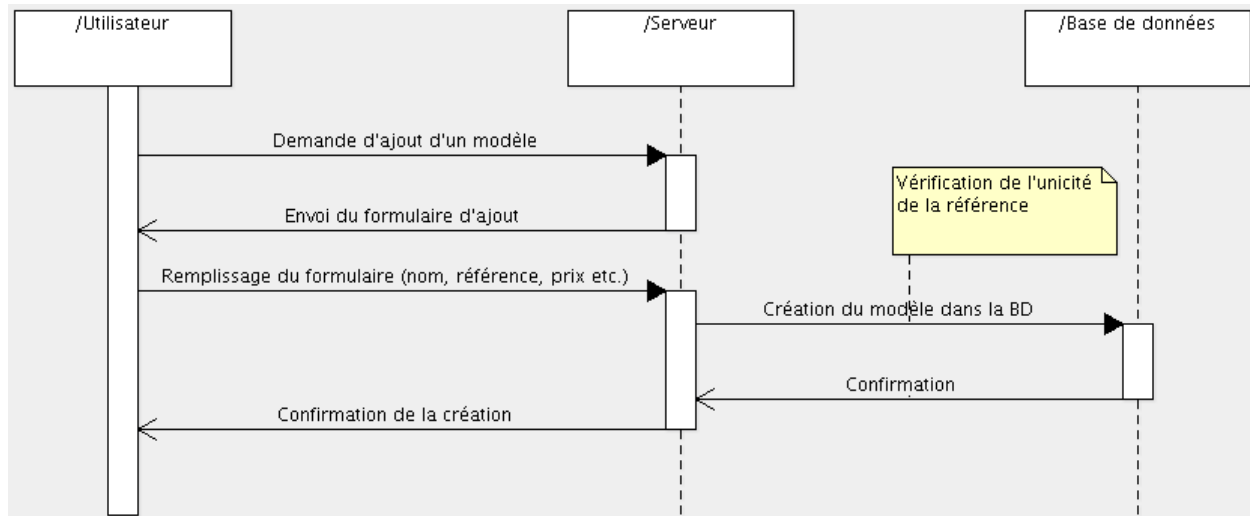 /Utilisateur
/Serveur
/Base de données
Demande d'ajout d'un modèle
Vérification de l'unicité
de la référence
Envoi du formulaire d'ajout
Remplissage du formulaire (nom, référence, prix etc.)
Création du modèle dans la BD
Confirmation
Confirmation de la création